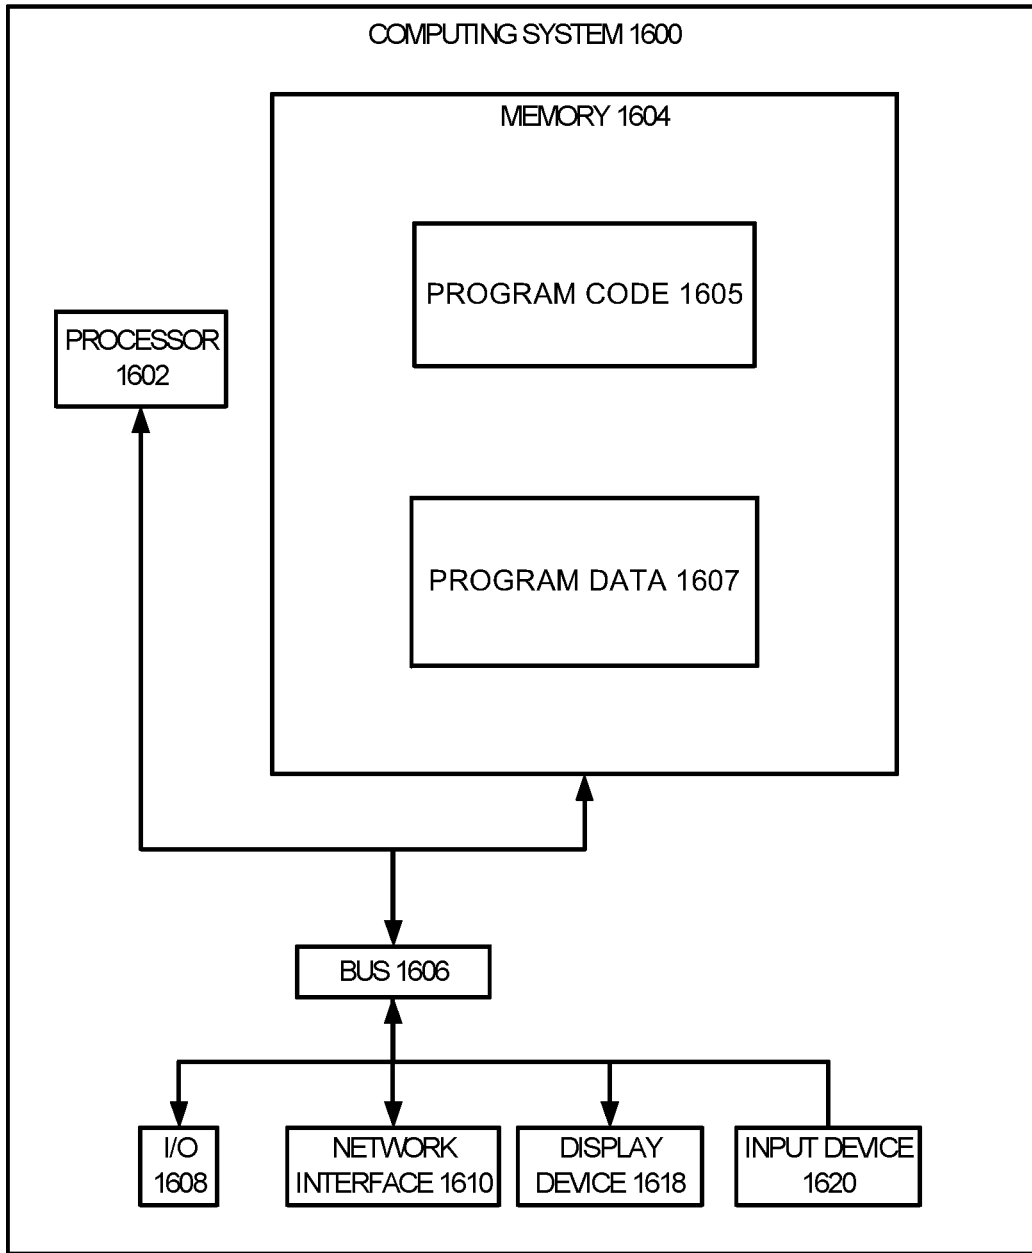 COMPUTING SYSTEM 1600
MEMORY 1604
PROGRAM CODE 1605
PROCESSOR
1602
PROGRAM DATA 1607
BUS 1606
I/O
1608
NETWORK
INTERFACE 1610
DISPLAY
DEVICE 1618
INPUT DEVICE
1620